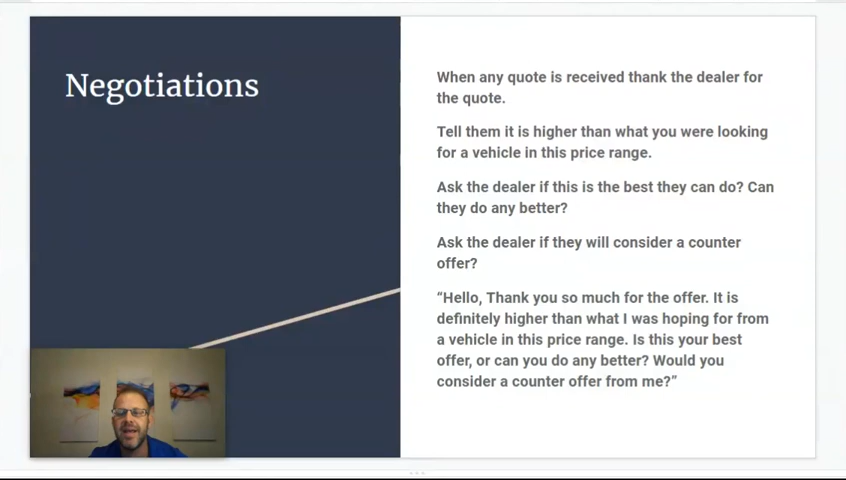 Negotiations
When any quote is received thank the dealer for
the quote.
Tell them it is higher than what you were looking
for a vehicle in this price range.
Ask the dealer if this is the best they can do? Can
they do any better?
Ask the dealer if they will consider a counter
offer?
“Hello, Thank you so much for the offer. It is
definitely higher than what I was hoping for from
a vehicle in this price range. Is this your best
offer, or can you do any better? Would you
consider a counter offer from me?”